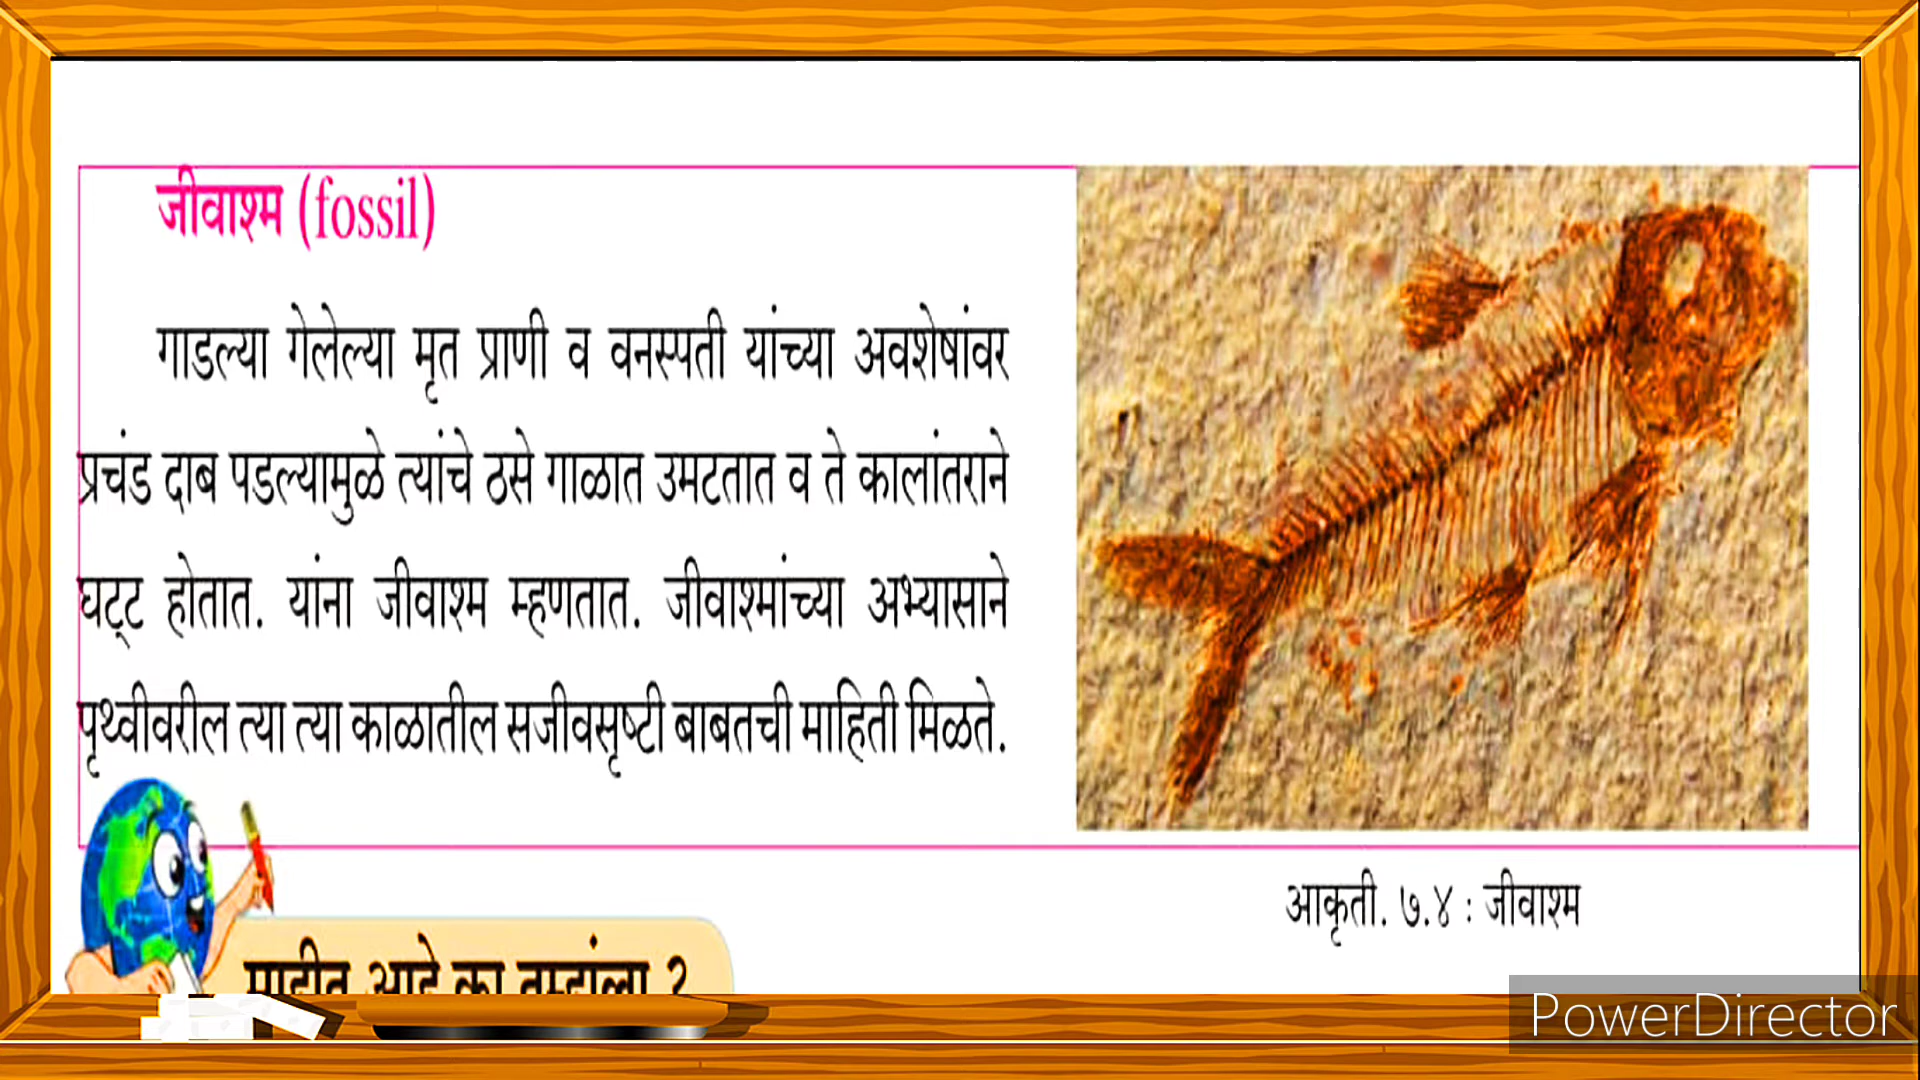 जीवाश्म (fossil)
गाडल्या गेलेल्या मृत प्राणी व वनस्पती यांच्या अवशेषांवर
प्रचंड दाब पडल्यामुळे त्यांचे ठसे गाळात उमटतात व ते कालांतराने
घट्ट होतात. यांना जीवाश्म म्हणतात. जीवाश्मांच्या अभ्यासाने
पृथ्वीवरील त्या त्या काळातील सजीवसृष्टी बाबतची माहिती मिळते.
आकृती. ७.४ : जीवाश्म
माहीत आहे का तुम्हांला ?
PowerDirector